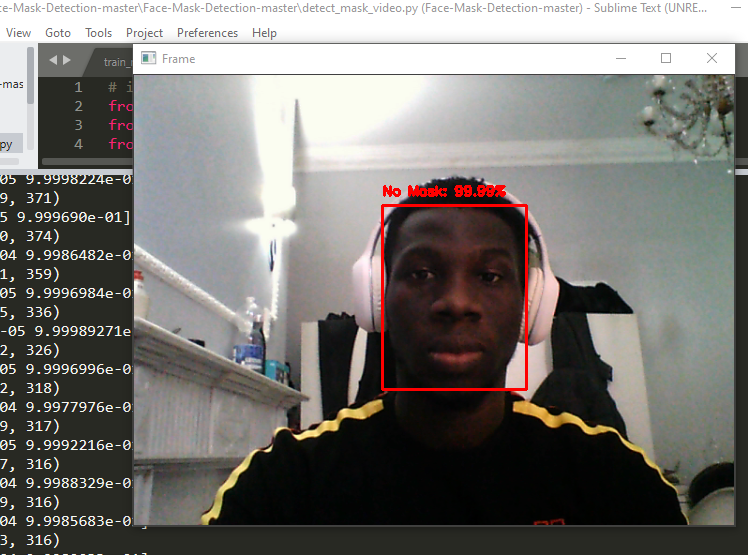 ce-Mask-Detection-master\Face-Mask-Detection-master\detect_mask_video.py (Face-Mask-Detection-master) - Sublime Text (UNRE...
View Goto Tools Project Preferences Help
Frame
-mas
py
train_
1 # i
2 fro
3 fro
4 fro
No Mask: 99.99%
05 9.9998224e-0
9, 371)
5 9.999690e-01]
0, 374)
04 9.9986482e-0
1, 359)
05 9.9996984e-0
5, 336)
-05 9.99989271e
2, 326)
05 9.9996996e-0
2, 318)
04 9.9977976e-0
9, 317)
05 9.9992216e-0
7, 316)
04 9.9988329e-0
9, 316)
04 9.9985683e-0
3, 316)